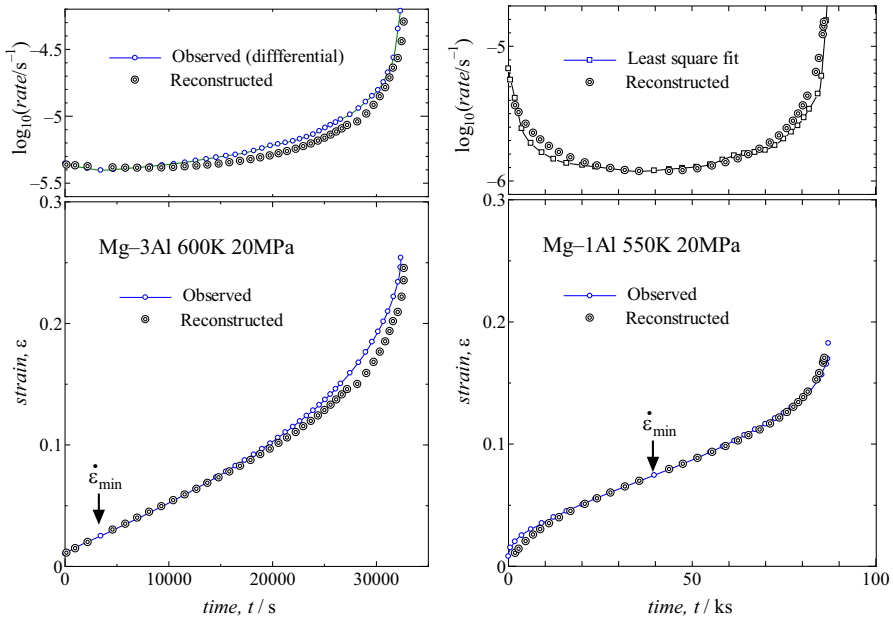 −4.5
−5
−5.5
log10(rate/s−1)
Observed (diffferential)
Reconstructed
−5
−6
log10(rate/s−1)
Least square fit
Reconstructed
0.3
0.2
0.1
0
strain, ε
Mg–3Al 600K 20MPa
Observed
Reconstructed
ε̇min
0
10000
20000
30000
time, t / s
0.3
0.2
0.1
0
strain, ε
Mg–1Al 550K 20MPa
Observed
Reconstructed
ε̇min
0
50
100
time, t / ks